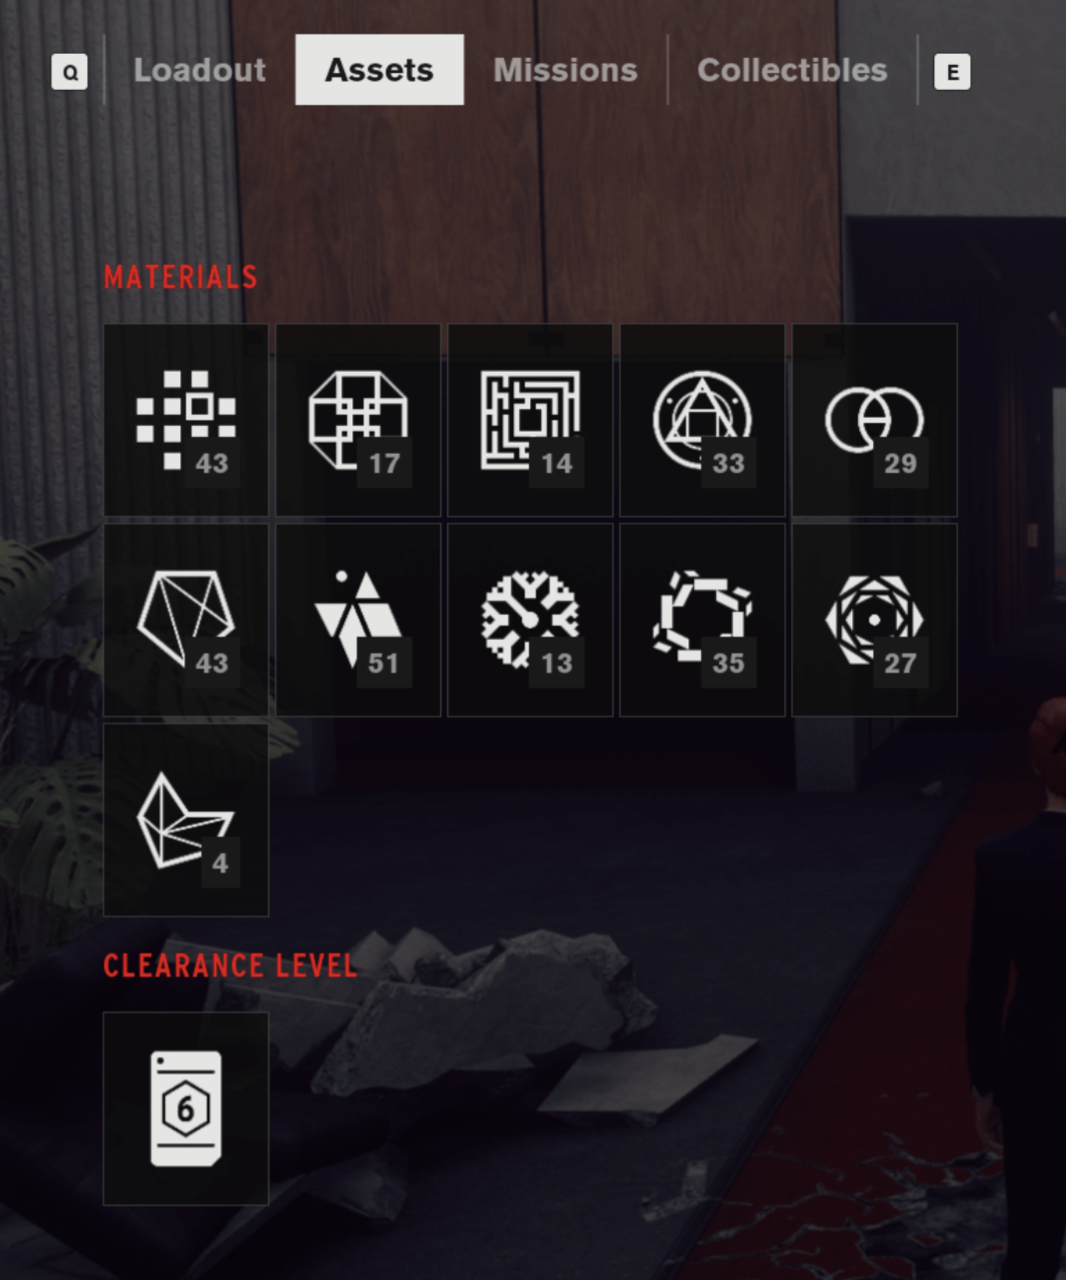 Q Loadout Assets Missions Collectibles E
MATERIALS
43 17 14 33 29
43 51 13 35 27
4
CLEARANCE LEVEL
6